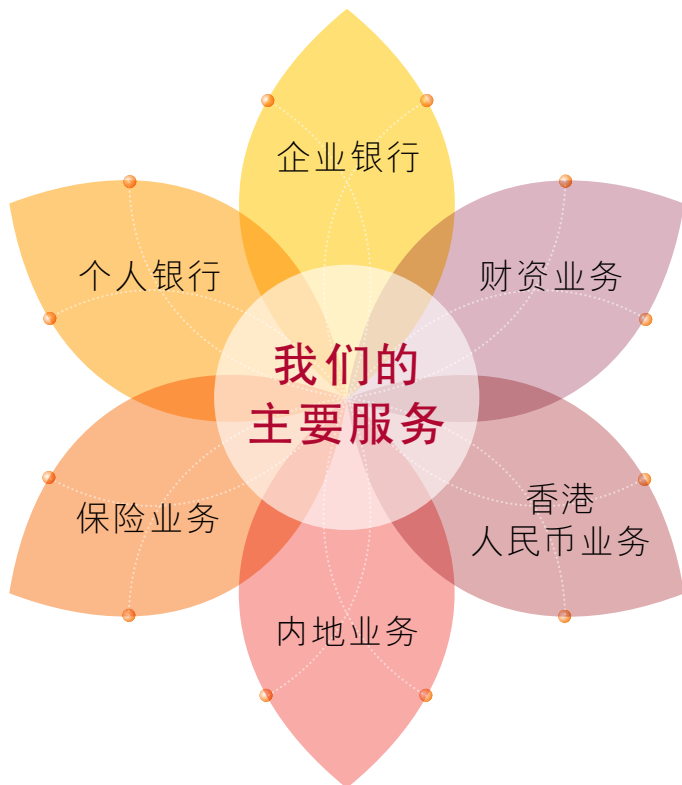 企业银行
个人银行
财资业务
我们的
主要服务
香港
人民币业务
保险业务
内地业务